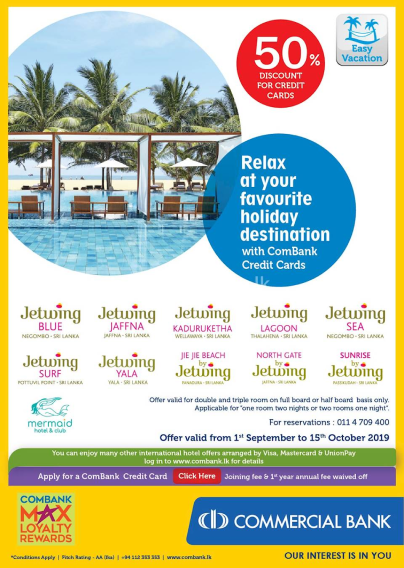 50%
DISCOUNT
FOR CREDIT
CARDS
Easy
Vacation
Relax
at your
favourite
holiday
destination
with ComBank
Credit Cards
lk
Jetwing
BLUE
NEGOMBO - SRI LANKA
Jetwing
JAFFNA
JAFFNA - SRI LANKA
Jetwing
KADURUKETHA
WELLAWAYA - SRI LANKA
Jetwing
LAGOON
THALAHENA - SRI LANKA
Jetwing
SEA
NEGOMBO - SRI LANKA
Jetwing
SURF
POTTUVIL POINT - SRI LANKA
Jetwing
YALA
YALA - SRI LANKA
JIE JIE BEACH
by
Jetwing
PANADURA - SRI LANKA
NORTH GATE
by
Jetwing
JAFFNA - SRI LANKA
SUNRISE
by
Jetwing
PASSIKUDAH - SRI LANKA
mermaid
hotel & club
Offer valid for double and triple room on full board or half board basis only.
Applicable for "one room two nights or two rooms one night".
For reservations : 011 4 709 400
Offer valid from 1st September to 15th October 2019
You can enjoy many other international hotel offers arranged by Visa, Mastercard & UnionPay
log in to www.combank.lk for details
Apply for a ComBank Credit Card Click Here Joining fee & 1st year annual fee waived off
COMBANK
MAX
LOYALTY
REWARDS
COMMERCIAL BANK
*Conditions Apply | Fitch Rating - AA (lka) | +94 112 353 353 | www.combank.lk
OUR INTEREST IS IN YOU